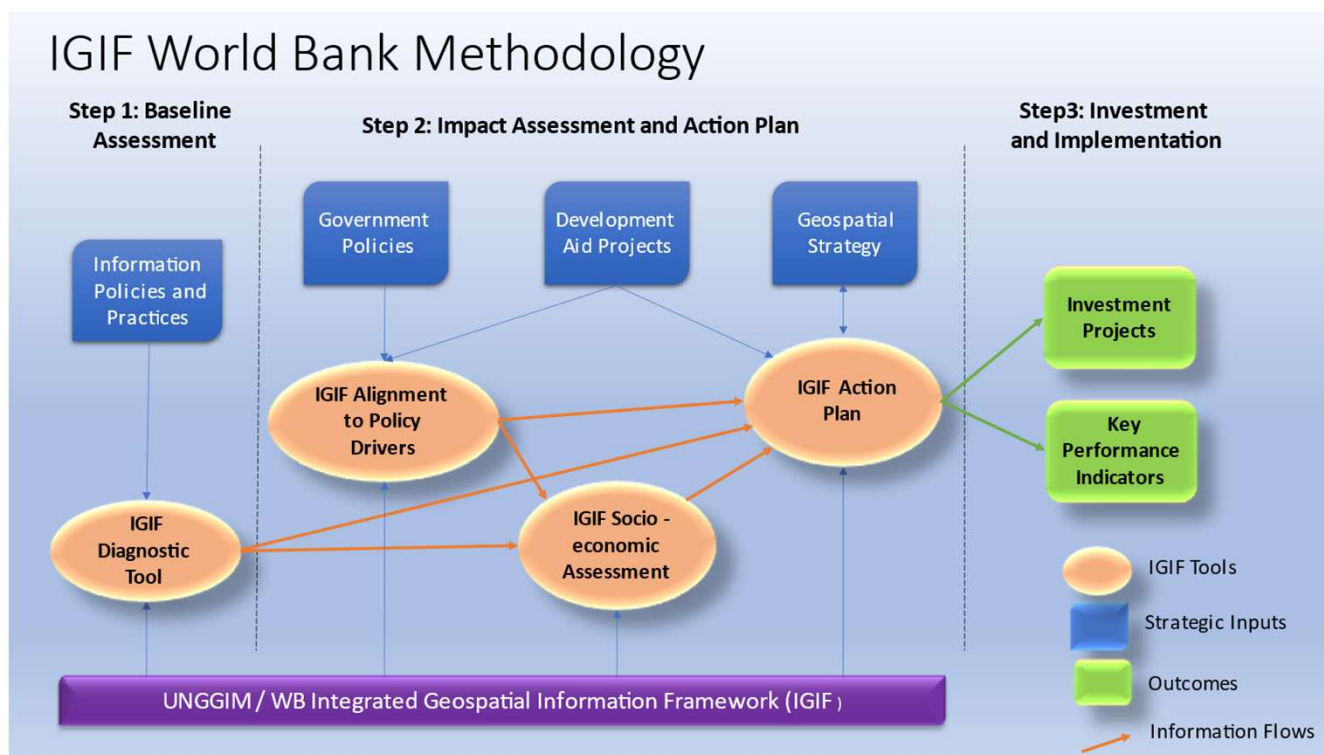 IGIF World Bank Methodology
Step 1: Baseline
Assessment
Step 2: Impact Assessment and Action Plan
Step3: Investment
and Implementation
Information
Policies and
Practices
Government
Policies
Development
Aid Projects
Geospatial
Strategy
Investment
Projects
IGIF Alignment
to Policy
Drivers
IGIF Action
Plan
Key
Performance
Indicators
IGIF
Diagnostic
Tool
IGIF Socio -
economic
Assessment
IGIF Tools
Strategic Inputs
Outcomes
Information Flows
UNGGIM / WB Integrated Geospatial Information Framework (IGIF )